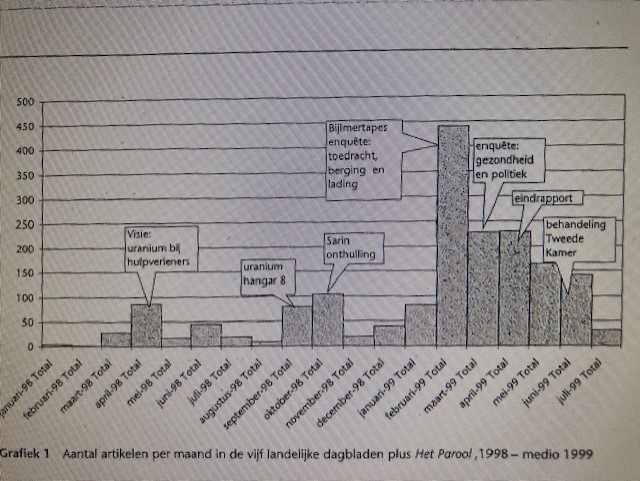 500
450
400
350
300
250
200
150
100
50
0
Bijlmertapes
enquête:
toedracht,
berging en
lading
enquête:
gezondheid
en politiek
eindrapport
behandeling
Tweede
Kamer
Visie:
uranium bij
hulpverleners
uranium
hangar 8
Sarin
onthulling
januari-98 Total
februari-98 Total
maart-98 Total
april-98 Total
mei-98 Total
juni-98 Total
juli-98 Total
augustus-98 Total
september-98 Total
oktober-98 Total
november-98 Total
december-98 Total
januari-99 Total
februari-99 Total
maart-99 Total
april-99 Total
mei-99 Total
juni-99 Total
juli-99 Total
Grafiek 1 Aantal artikelen per maand in de vijf landelijke dagbladen plus Het Parool, 1998 – medio 1999